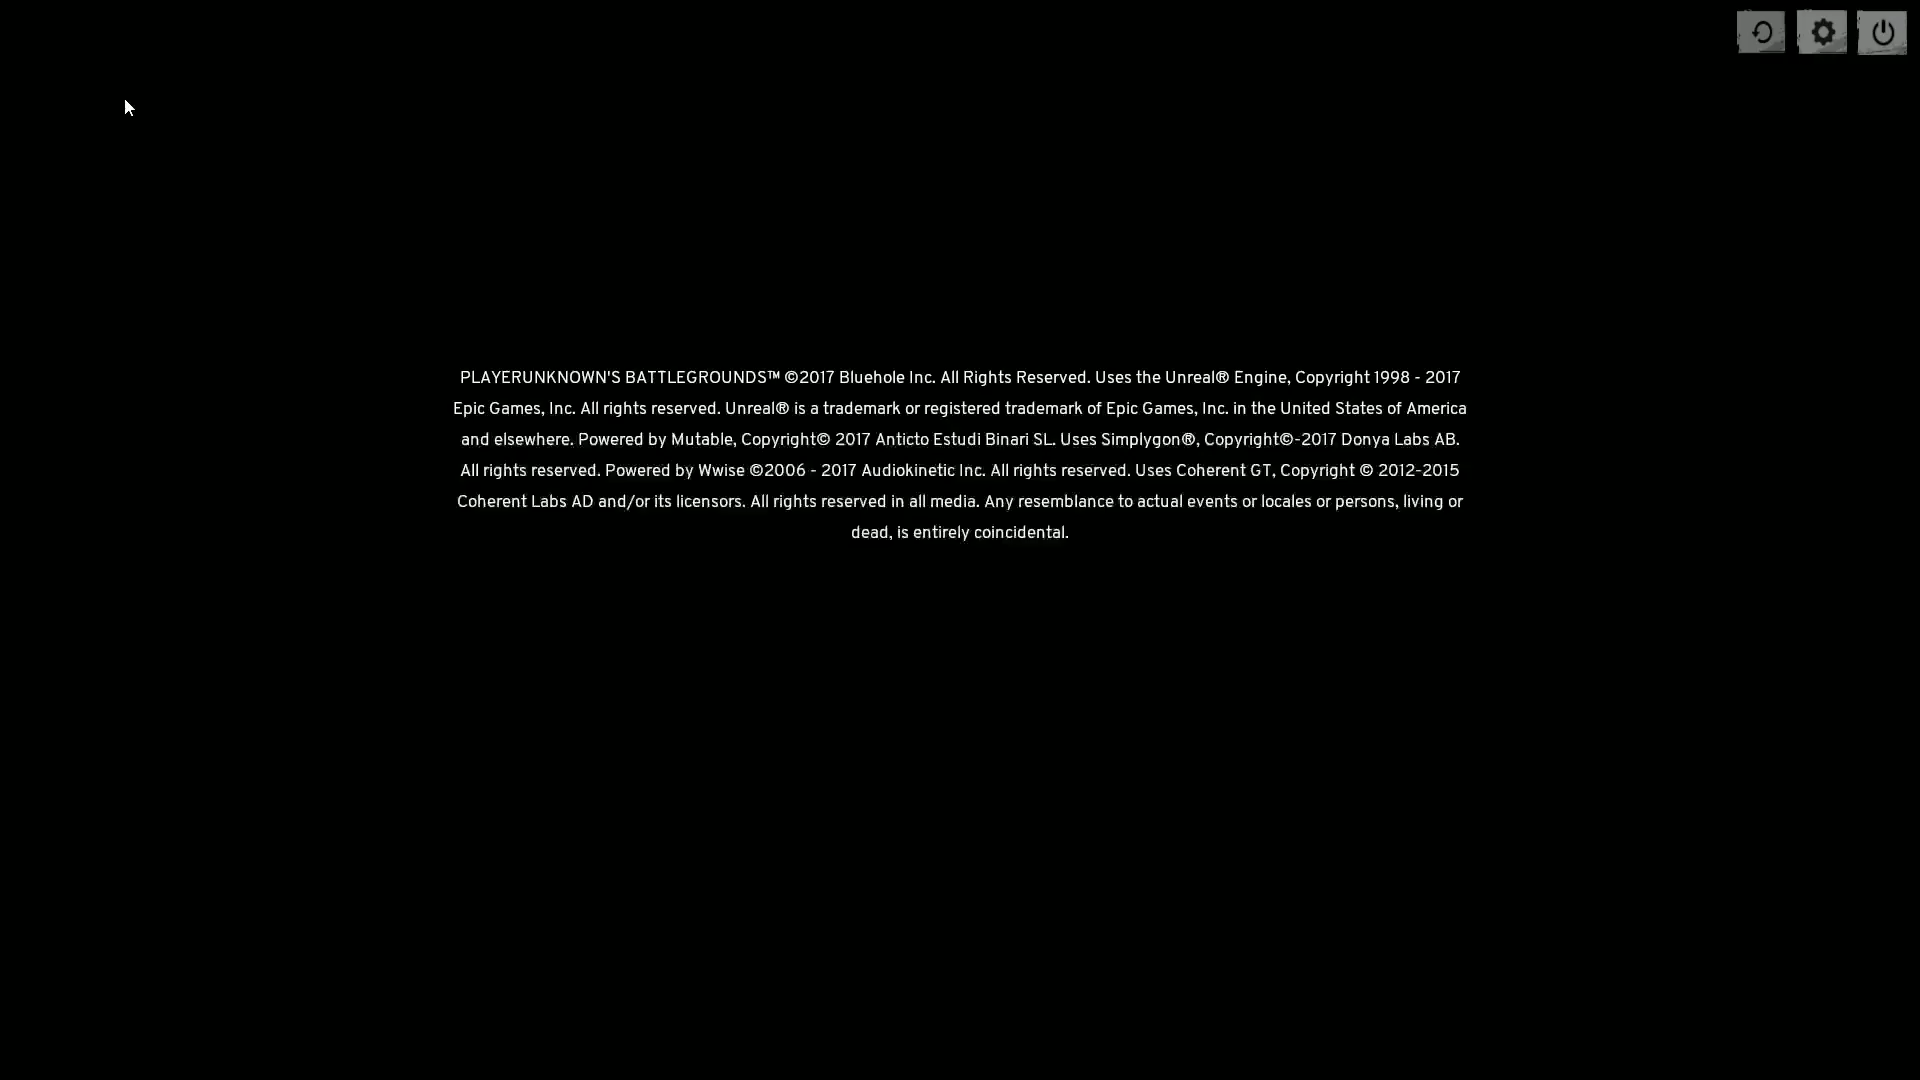 PLAYERUNKNOWN'S BATTLEGROUNDS™ ©2017 Bluehole Inc. All Rights Reserved. Uses the Unreal® Engine, Copyright 1998 - 2017
Epic Games, Inc. All rights reserved. Unreal® is a trademark or registered trademark of Epic Games, Inc. in the United States of America
and elsewhere. Powered by Mutable, Copyright© 2017 Anticto Estudi Binari SL. Uses Simplygon®, Copyright©-2017 Donya Labs AB.
All rights reserved. Powered by Wwise ©2006 - 2017 Audiokinetic Inc. All rights reserved. Uses Coherent GT, Copyright © 2012-2015
Coherent Labs AD and/or its licensors. All rights reserved in all media. Any resemblance to actual events or locales or persons, living or
dead, is entirely coincidental.